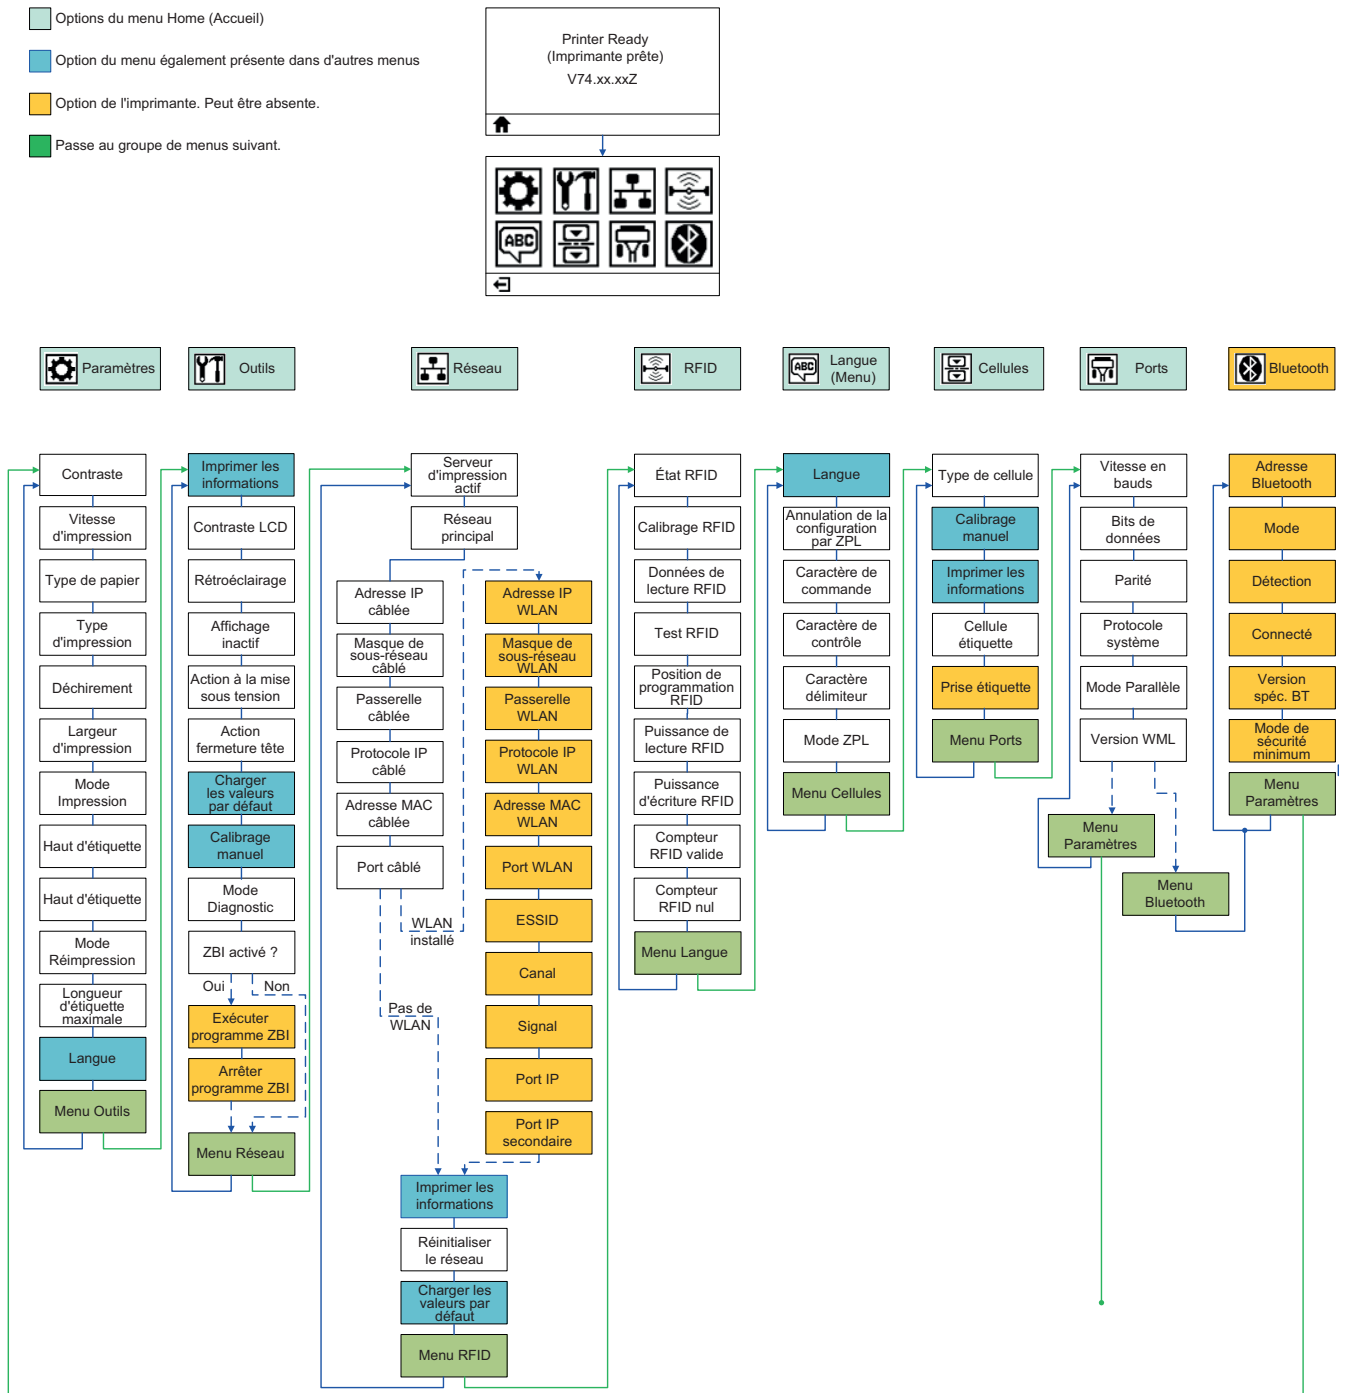 Options du menu Home (Accueil)
Option du menu également présente dans d'autres menus
Option de l'imprimante. Peut être absente.
Passe au groupe de menus suivant.
Printer Ready
(Imprimante prête)
V74.xx.xxZ
ABC
Paramètres
Outils
Réseau
RFID
ABC
Langue
(Menu)
Cellules
Ports
Bluetooth
Contraste
Vitesse
d'impression
Type de papier
Type
d'impression
Déchirement
Largeur
d'impression
Mode
Impression
Haut d'étiquette
Haut d'étiquette
Mode
Réimpression
Longueur
d'étiquette
maximale
Langue
Menu Outils
Imprimer les
informations
Contraste LCD
Rétroéclairage
Affichage
inactif
Action à la mise
sous tension
Action
fermeture tête
Charger
les valeurs
par défaut
Calibrage
manuel
Mode
Diagnostic
ZBI activé ?
Oui
Non
Exécuter
programme ZBI
Arrêter
programme ZBI
Menu Réseau
Serveur
d'impression
actif
Réseau
principal
Adresse IP
câblée
Masque de
sous-réseau
câblé
Passerelle
câblée
Protocole IP
câblé
Adresse MAC
câblée
Port câblé
WLAN
installé
Pas de
WLAN
Adresse IP
WLAN
Masque de
sous-réseau
WLAN
Passerelle
WLAN
Protocole IP
WLAN
Adresse MAC
WLAN
Port WLAN
ESSID
Canal
Signal
Port IP
Port IP
secondaire
Imprimer les
informations
Réinitialiser
le réseau
Charger les
valeurs par
défaut
Menu RFID
État RFID
Calibrage RFID
Données de
lecture RFID
Test RFID
Position de
programmation
RFID
Puissance de
lecture RFID
Puissance
d'écriture RFID
Compteur
RFID valide
Compteur
RFID nul
Menu Langue
Langue
Annulation de la
configuration
par ZPL
Caractère de
commande
Caractère de
contrôle
Caractère
délimiteur
Mode ZPL
Menu Cellules
Type de cellule
Calibrage
manuel
Imprimer les
informations
Cellule
étiquette
Prise étiquette
Menu Ports
Vitesse en
bauds
Bits de
données
Parité
Protocole
système
Mode Parallèle
Version WML
Menu
Paramètres
Menu
Bluetooth
Adresse
Bluetooth
Mode
Détection
Connecté
Version
spéc. BT
Mode de
sécurité
minimum
Menu
Paramètres